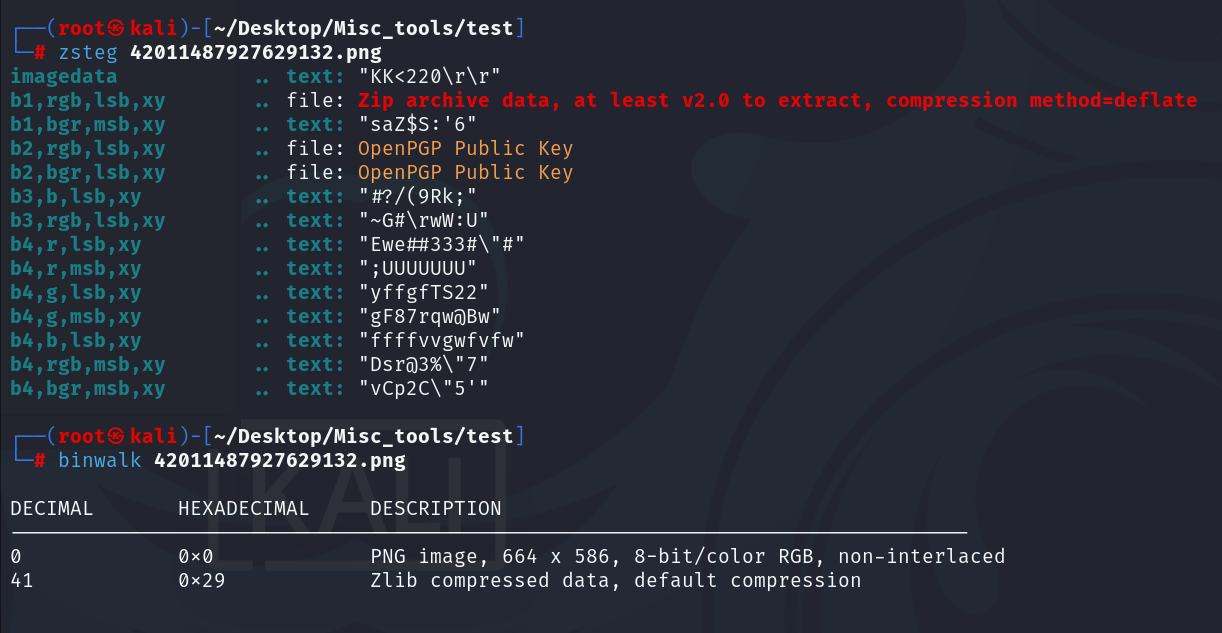 ┌──(root㉿kali)-[~/Desktop/Misc_tools/test]
└─# zsteg 42011487927629132.png
imagedata .. text: "KK<220\r\r"
b1,rgb,lsb,xy .. file: Zip archive data, at least v2.0 to extract, compression method=deflate
b1,bgr,msb,xy .. text: "saZ$S:'6"
b2,rgb,lsb,xy .. file: OpenPGP Public Key
b2,bgr,lsb,xy .. file: OpenPGP Public Key
b3,b,lsb,xy .. text: "#?/(9Rk;"
b3,rgb,lsb,xy .. text: "~G#\rwW:U"
b4,r,lsb,xy .. text: "Ewe##333#\"#"
b4,r,msb,xy .. text: ";UUUUUUU"
b4,g,lsb,xy .. text: "yffgfTS22"
b4,g,msb,xy .. text: "gF87rqw@Bw"
b4,b,lsb,xy .. text: "ffffvvgwfvfw"
b4,rgb,msb,xy .. text: "Dsr@3%\"7"
b4,bgr,msb,xy .. text: "vCp2C\"5'"
┌──(root㉿kali)-[~/Desktop/Misc_tools/test]
└─# binwalk 42011487927629132.png
KALI
DECIMAL HEXADECIMAL DESCRIPTION
0 0×0 PNG image, 664 x 586, 8-bit/color RGB, non-interlaced
41 0×29 Zlib compressed data, default compression